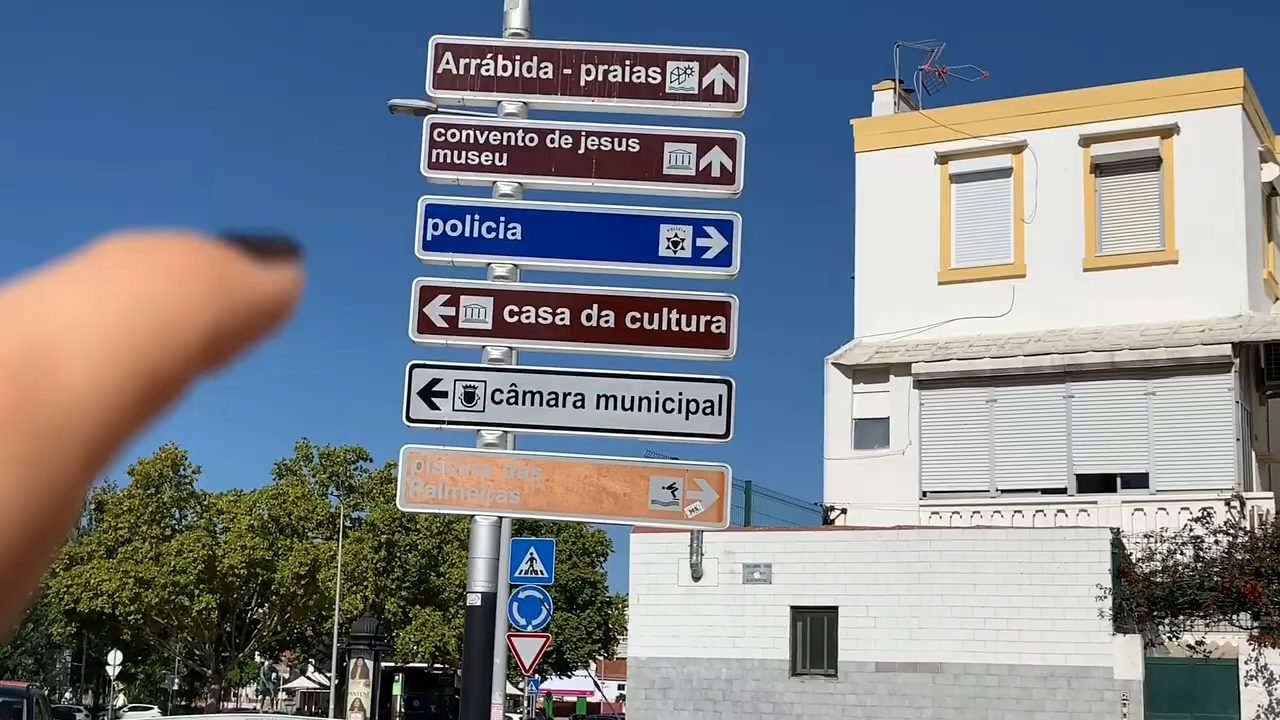 Arrábida - praias
convento de jesus
museu
policia
casa da cultura
câmara municipal
piscina das
Palmeiras